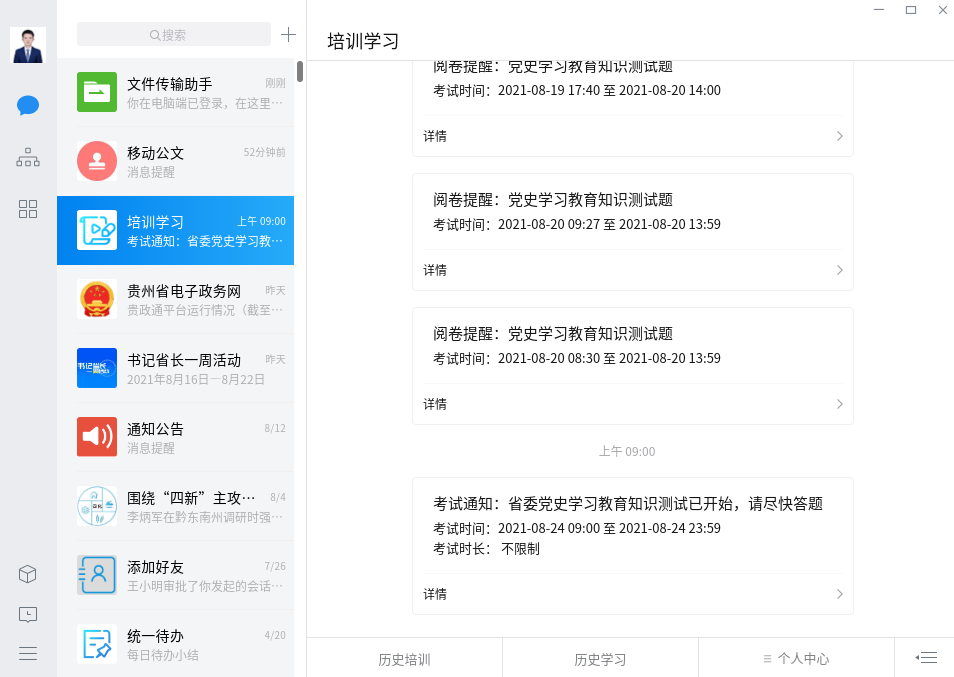 搜索
文件传输助手 刚刚
你在电脑端已登录，在这里…
移动公文 52分钟前
消息提醒
培训学习 上午 09:00
考试通知：省委党史学习教…
贵州省电子政务网 昨天
贵政通平台运行情况（截至…
书记省长一周活动 昨天
2021年8月16日—8月22日
通知公告 8/12
消息提醒
围绕“四新”主攻… 8/4
李炳军在黔东南州调研时强…
添加好友 7/26
王小明审批了你发起的会话…
统一待办 4/20
每日待办小结
书记省长
一周活动
培训学习
阅卷提醒：党史学习教育知识测试题
考试时间：2021-08-19 17:40 至 2021-08-20 14:00
详情
阅卷提醒：党史学习教育知识测试题
考试时间：2021-08-20 09:27 至 2021-08-20 13:59
详情
阅卷提醒：党史学习教育知识测试题
考试时间：2021-08-20 08:30 至 2021-08-20 13:59
详情
上午 09:00
考试通知：省委党史学习教育知识测试已开始，请尽快答题
考试时间：2021-08-24 09:00 至 2021-08-24 23:59
考试时长： 不限制
详情
历史培训
历史学习
个人中心